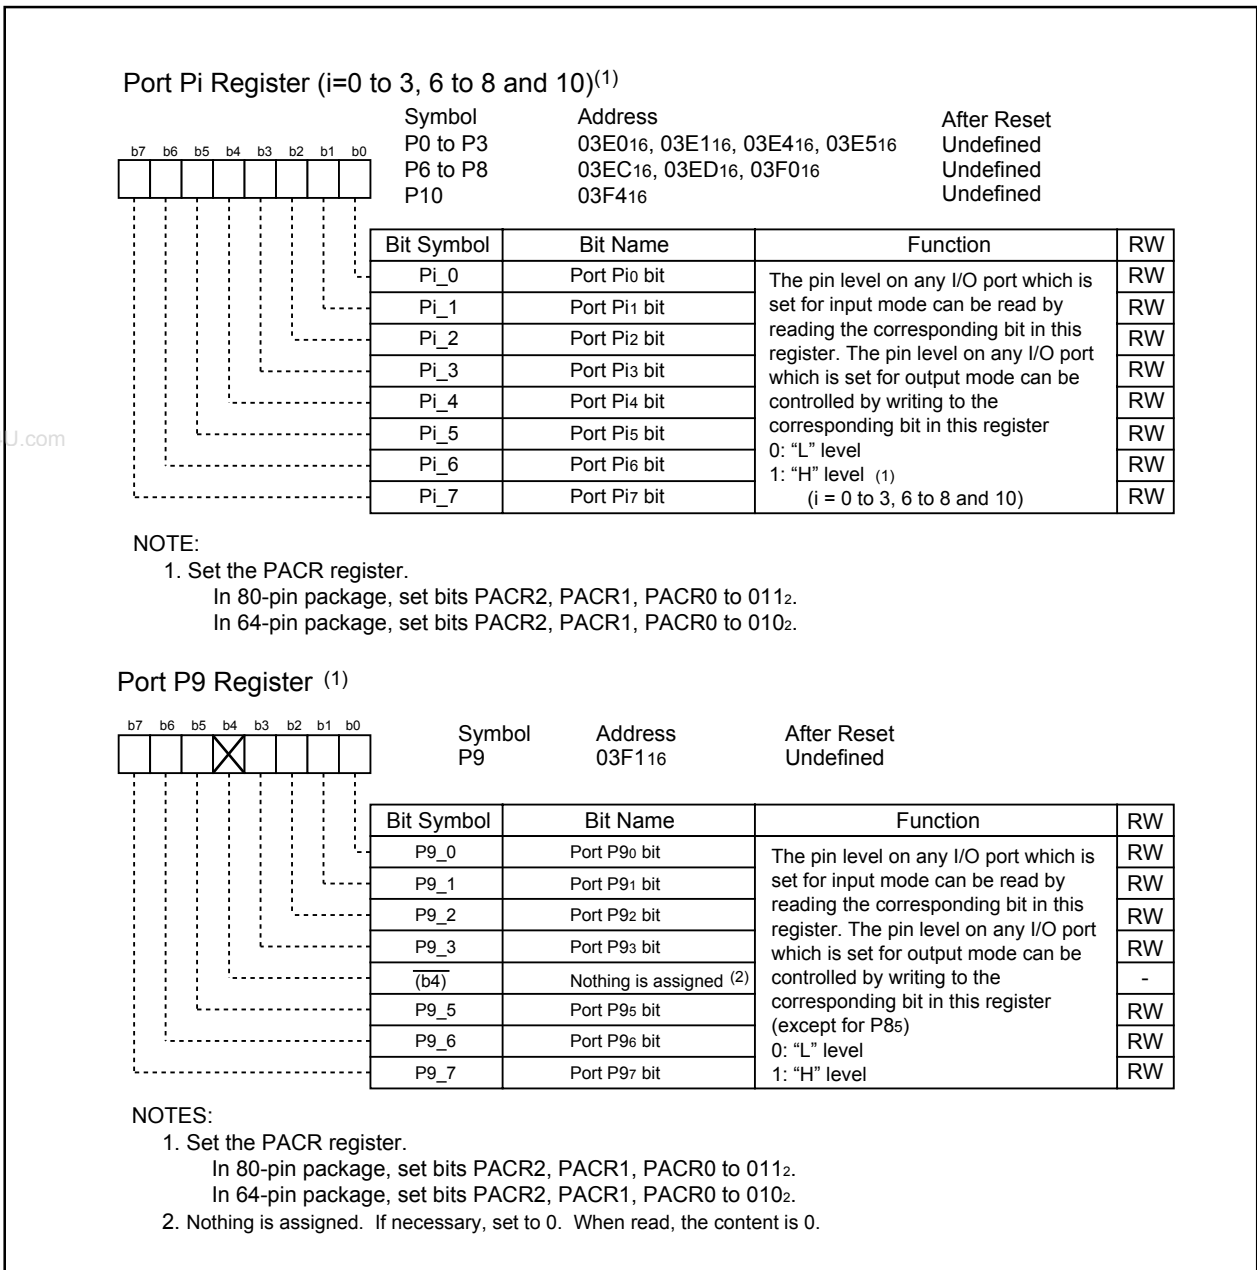 Port Pi Register (i=0 to 3, 6 to 8 and 10)(1)
Symbol Address After Reset
P0 to P3 03E016, 03E116, 03E416, 03E516 Undefined
P6 to P8 03EC16, 03ED16, 03F016 Undefined
P10 03F416 Undefined
b7 b6 b5 b4 b3 b2 b1 b0
Bit Symbol Bit Name Function RW
Pi_0 Port Pi0 bit RW
Pi_1 Port Pi1 bit RW
Pi_2 Port Pi2 bit RW
Pi_3 Port Pi3 bit RW
Pi_4 Port Pi4 bit RW
Pi_5 Port Pi5 bit RW
Pi_6 Port Pi6 bit RW
Pi_7 Port Pi7 bit RW
The pin level on any I/O port which is
set for input mode can be read by
reading the corresponding bit in this
register. The pin level on any I/O port
which is set for output mode can be
controlled by writing to the
corresponding bit in this register
0: “L” level
1: “H” level (1)
(i = 0 to 3, 6 to 8 and 10)
U.com
NOTE:
1. Set the PACR register.
In 80-pin package, set bits PACR2, PACR1, PACR0 to 0112.
In 64-pin package, set bits PACR2, PACR1, PACR0 to 0102.
Port P9 Register (1)
b7 b6 b5 b4 b3 b2 b1 b0
Symbol Address After Reset
P9 03F116 Undefined
Bit Symbol Bit Name Function RW
P9_0 Port P90 bit RW
P9_1 Port P91 bit RW
P9_2 Port P92 bit RW
P9_3 Port P93 bit RW
(b4) Nothing is assigned (2) -
P9_5 Port P95 bit RW
P9_6 Port P96 bit RW
P9_7 Port P97 bit RW
The pin level on any I/O port which is
set for input mode can be read by
reading the corresponding bit in this
register. The pin level on any I/O port
which is set for output mode can be
controlled by writing to the
corresponding bit in this register
(except for P85)
0: “L” level
1: “H” level
NOTES:
1. Set the PACR register.
In 80-pin package, set bits PACR2, PACR1, PACR0 to 0112.
In 64-pin package, set bits PACR2, PACR1, PACR0 to 0102.
2. Nothing is assigned. If necessary, set to 0. When read, the content is 0.